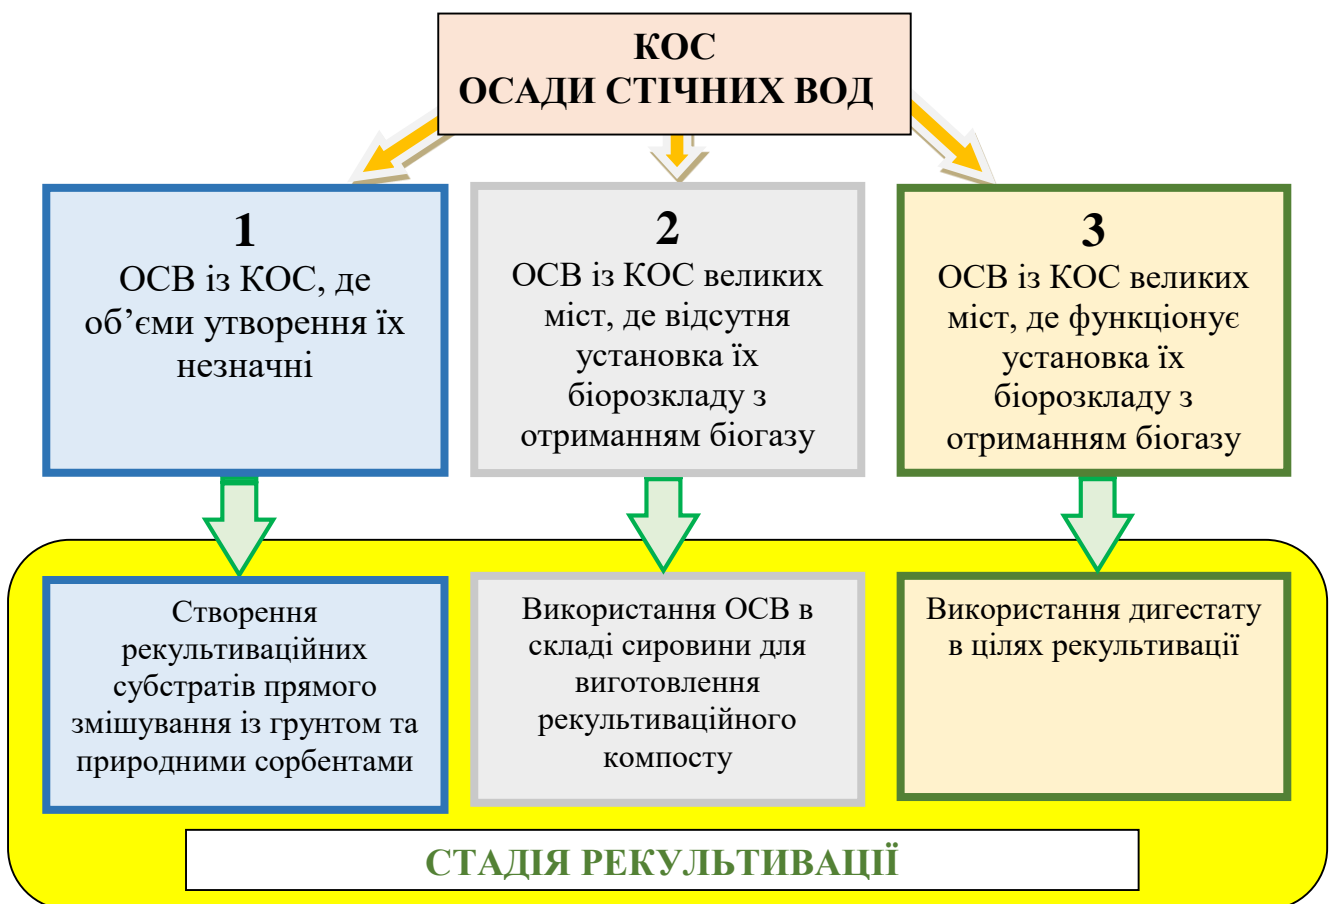 КОС
ОСАДИ СТІЧНИХ ВОД
1
ОСВ із КОС, де
об’єми утворення їх
незначні
2
ОСВ із КОС великих
міст, де відсутня
установка їх
біорозкладу з
отриманням біогазу
3
ОСВ із КОС великих
міст, де функціонує
установка їх
біорозкладу з
отриманням біогазу
Створення
рекультиваційних
субстратів прямого
змішування із грунтом та
природними сорбентами
Використання ОСВ в
складі сировини для
виготовлення
рекультиваційного
компосту
Використання дигестату
в цілях рекультивації
СТАДІЯ РЕКУЛЬТИВАЦІЇ